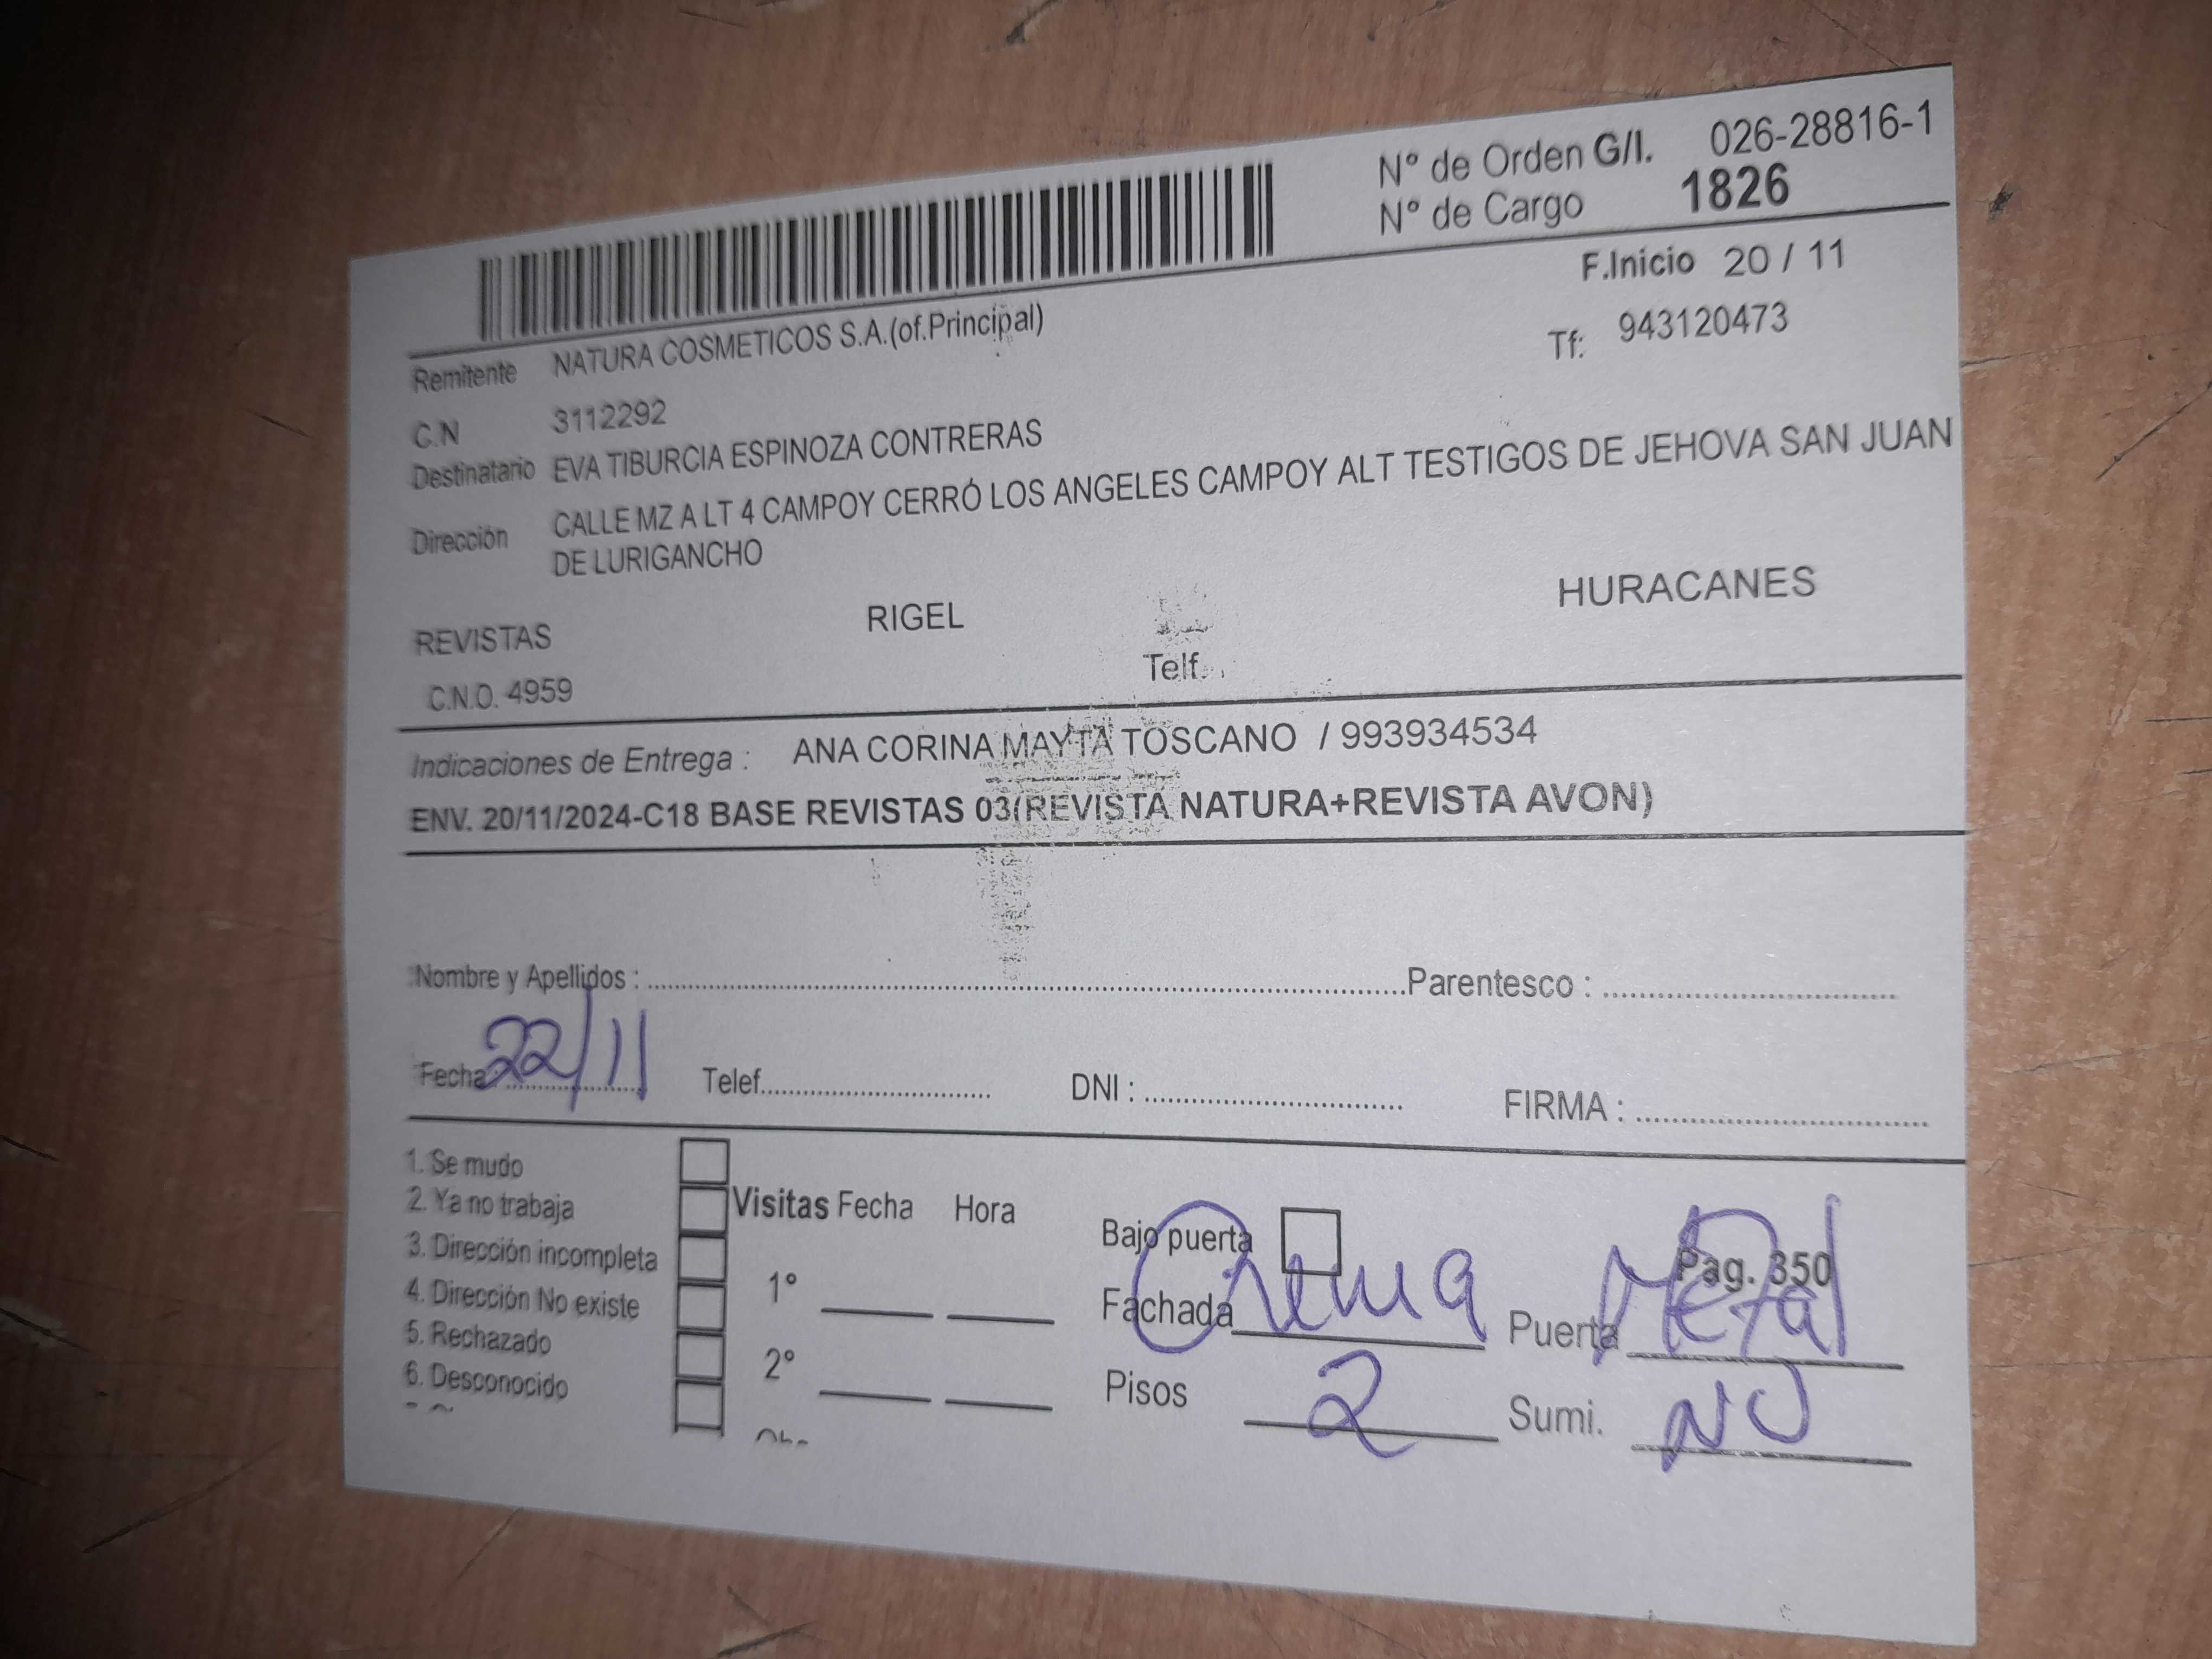 Nº de Orden G/I. 026-28816-1
Nº de Cargo 1826
F.Inicio 20 / 11
Remitente NATURA COSMETICOS S.A.(of.Principal)
Tf: 943120473
C.N 3112292
Destinatario EVA TIBURCIA ESPINOZA CONTRERAS
Dirección CALLE MZ A LT 4 CAMPOY CERRÓ LOS ANGELES CAMPOY ALT TESTIGOS DE JEHOVA SAN JUAN
DE LURIGANCHO
REVISTAS RIGEL HURACANES
C.N.O. 4959 Telf.
Indicaciones de Entrega : ANA CORINA MAYTA TOSCANO / 993934534
ENV. 20/11/2024-C18 BASE REVISTAS 03(REVISTA NATURA+REVISTA AVON)
Nombre y Apellidos : Parentesco :
Fecha: 22/11 Telef. DNI : FIRMA :
1. Se mudo
2. Ya no trabaja
3. Dirección incompleta
4. Dirección No existe
5. Rechazado
6. Desconocido
Visitas Fecha Hora
1º
2º
Bajo puerta
Pag. 350
Fachada Crema Puerta Metal
Pisos 2 Sumi. NO